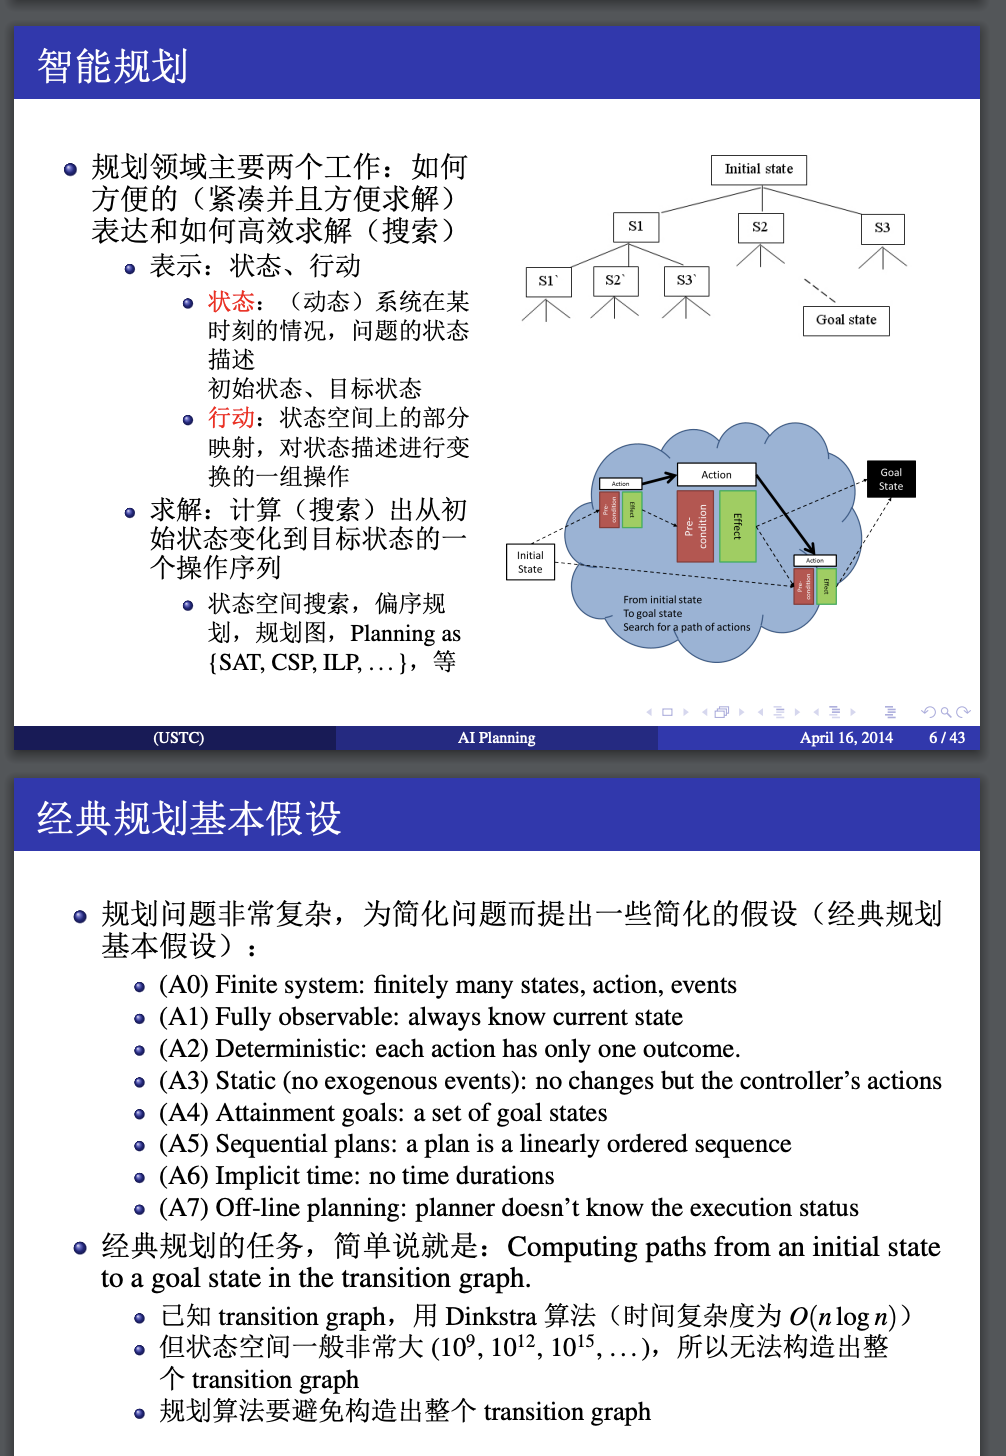 智能规划
规划领域主要两个工作：如何
方便的（紧凑并且方便求解）
表达和如何高效求解（搜索）
表示：状态、行动
状态：（动态）系统在某
时刻的情况，问题的状态
描述
初始状态、目标状态
行动：状态空间上的部分
映射，对状态描述进行变
换的一组操作
求解：计算（搜索）出从初
始状态变化到目标状态的一
个操作序列
状态空间搜索，偏序规
划，规划图，Planning as
{SAT, CSP, ILP, . . . }，等
Initial state
S1 S2 S3
S1` S2` S3`
Goal state
Action
Pre-
condition
Effect
Action
Pre-
condition
Effect
Goal
State
Initial
State
Action
Pre-
condition
Effect
From initial state
To goal state
Search for a path of actions
(USTC) AI Planning April 16, 2014 6 / 43
经典规划基本假设
规划问题非常复杂，为简化问题而提出一些简化的假设（经典规划
基本假设）：
(A0) Finite system: finitely many states, action, events
(A1) Fully observable: always know current state
(A2) Deterministic: each action has only one outcome.
(A3) Static (no exogenous events): no changes but the controller’s actions
(A4) Attainment goals: a set of goal states
(A5) Sequential plans: a plan is a linearly ordered sequence
(A6) Implicit time: no time durations
(A7) Off-line planning: planner doesn’t know the execution status
经典规划的任务，简单说就是：Computing paths from an initial state
to a goal state in the transition graph.
已知 transition graph，用 Dinkstra 算法（时间复杂度为 O(n log n)）
但状态空间一般非常大 (10⁹, 10¹², 10¹⁵, . . . )，所以无法构造出整
个 transition graph
规划算法要避免构造出整个 transition graph